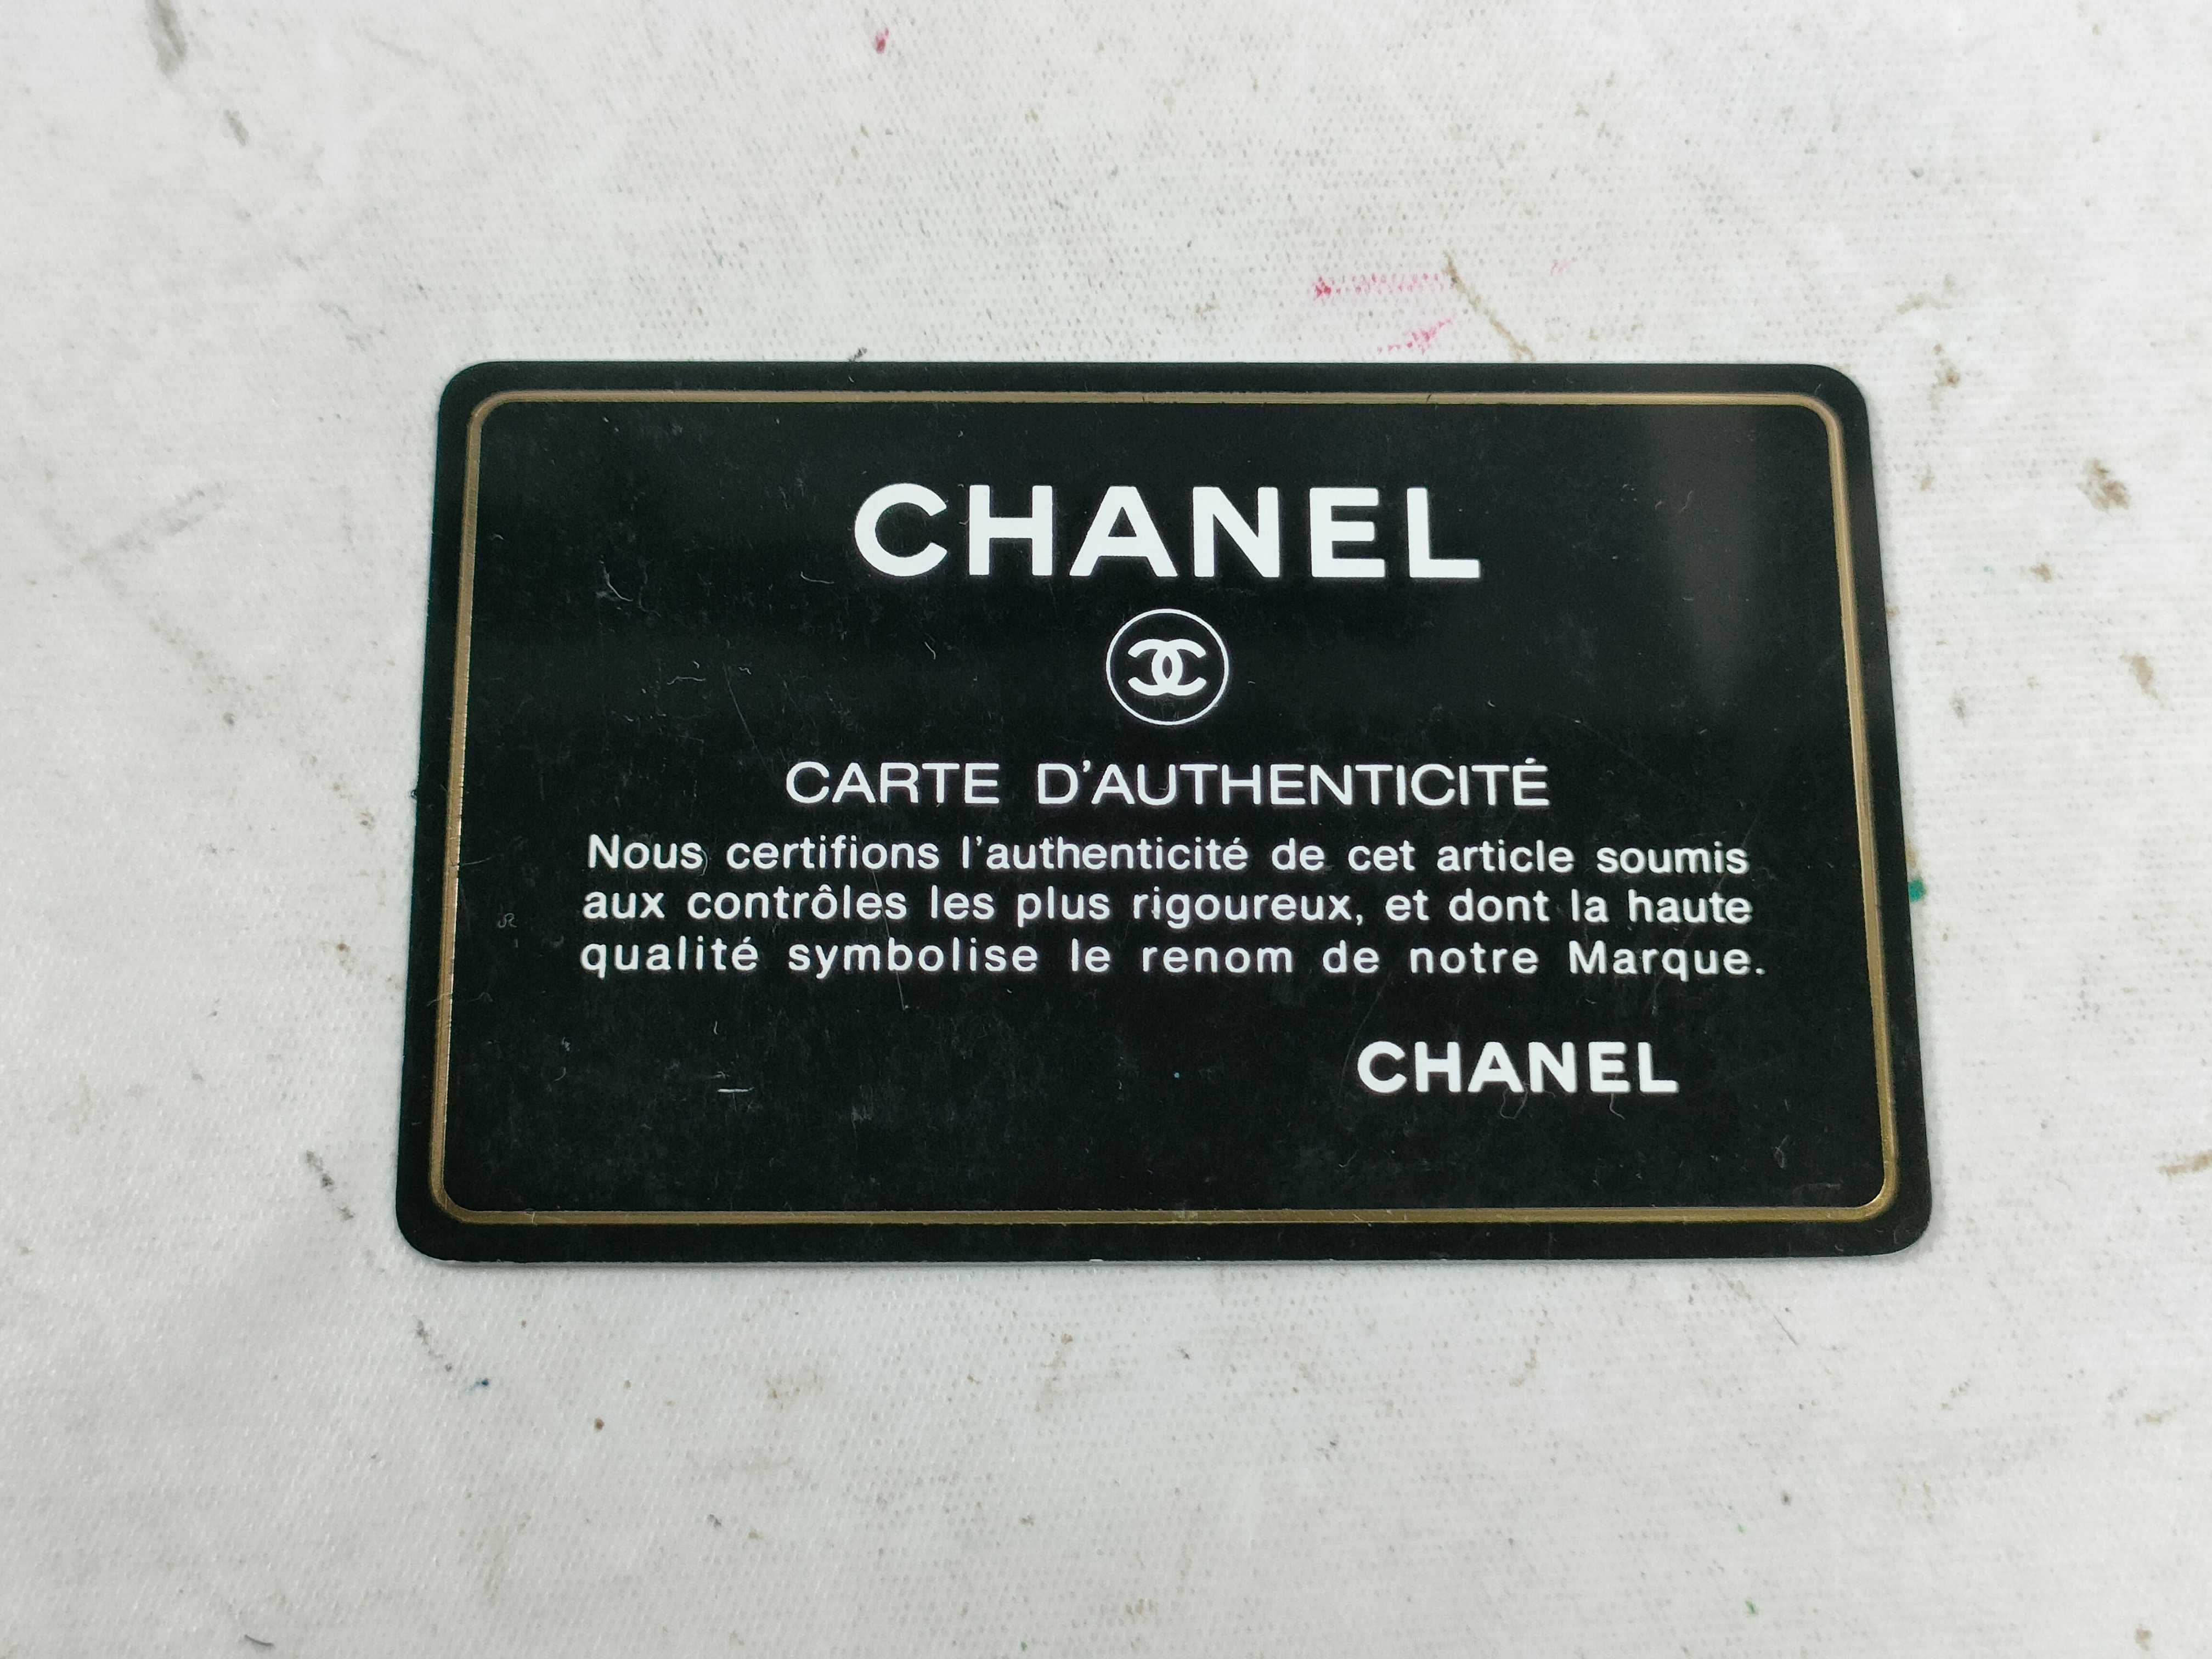 CHANEL
CARTE D'AUTHENTICITÉ
Nous certifions l'authenticité de cet article soumis
aux contrôles les plus rigoureux, et dont la haute
qualité symbolise le renom de notre Marque.
CHANEL